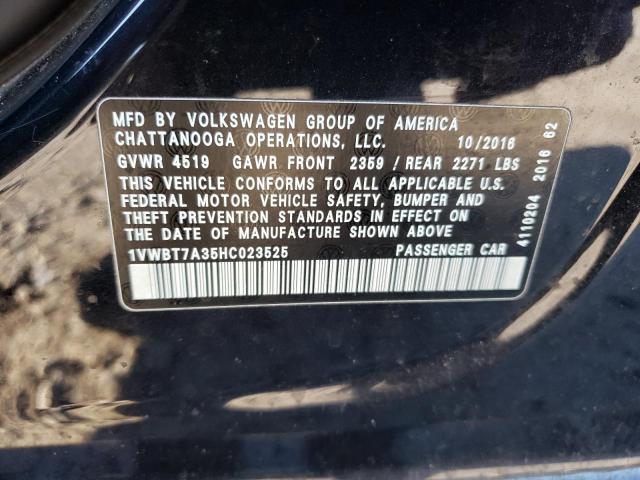 MFD BY VOLKSWAGEN GROUP OF AMERICA
CHATTANOOGA OPERATIONS, LLC. 10/2016
GVWR 4519 GAWR FRONT 2359 / REAR 2271 LBS
THIS VEHICLE CONFORMS TO ALL APPLICABLE U.S.
FEDERAL MOTOR VEHICLE SAFETY, BUMPER AND
THEFT PREVENTION STANDARDS IN EFFECT ON
THE DATE OF MANUFACTURE SHOWN ABOVE
1VWBT7A35HC023525 PASSENGER CAR
4110204 2016 62